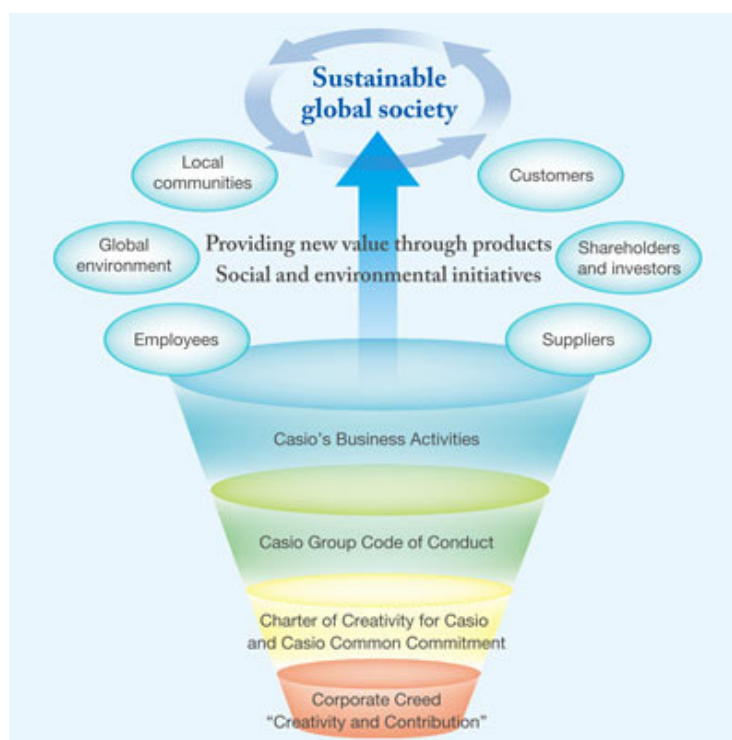 Sustainable
global society
Local
communities
Customers
Global
environment
Providing new value through products
Social and environmental initiatives
Shareholders
and investors
Employees
Suppliers
Casio's Business Activities
Casio Group Code of Conduct
Charter of Creativity for Casio
and Casio Common Commitment
Corporate Creed
"Creativity and Contribution"